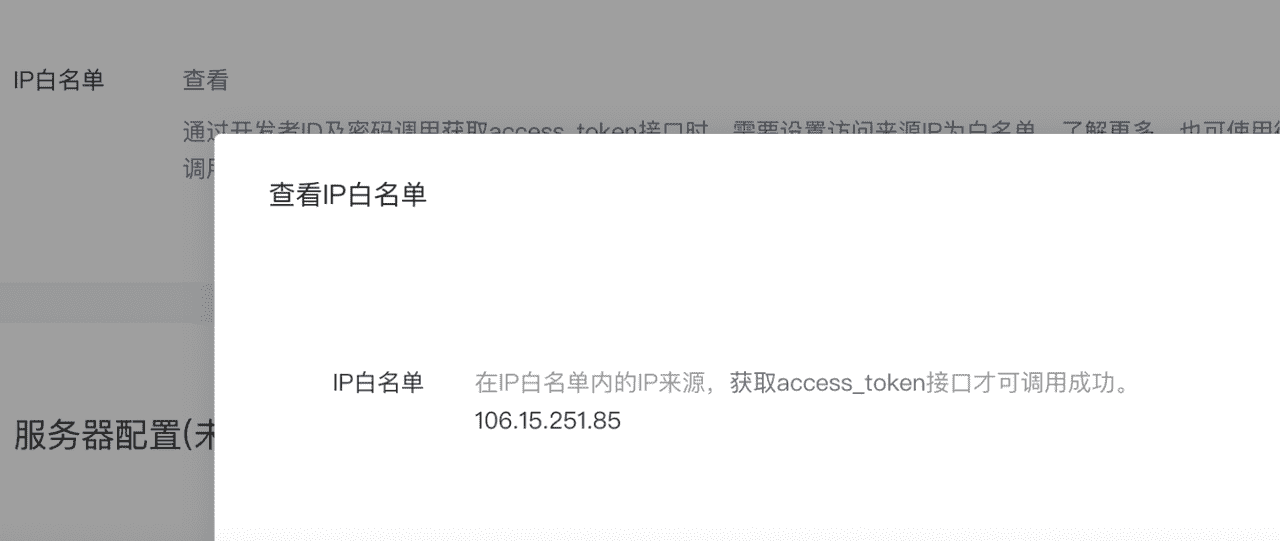 IP白名单 查看
通过开发者ID及密码调用获取access_token接口时，需要设置访问来源IP为白名单。了解更多。也可使用
调用
查看IP白名单
IP白名单 在IP白名单内的IP来源，获取access_token接口才可调用成功。
106.15.251.85
服务器配置(未